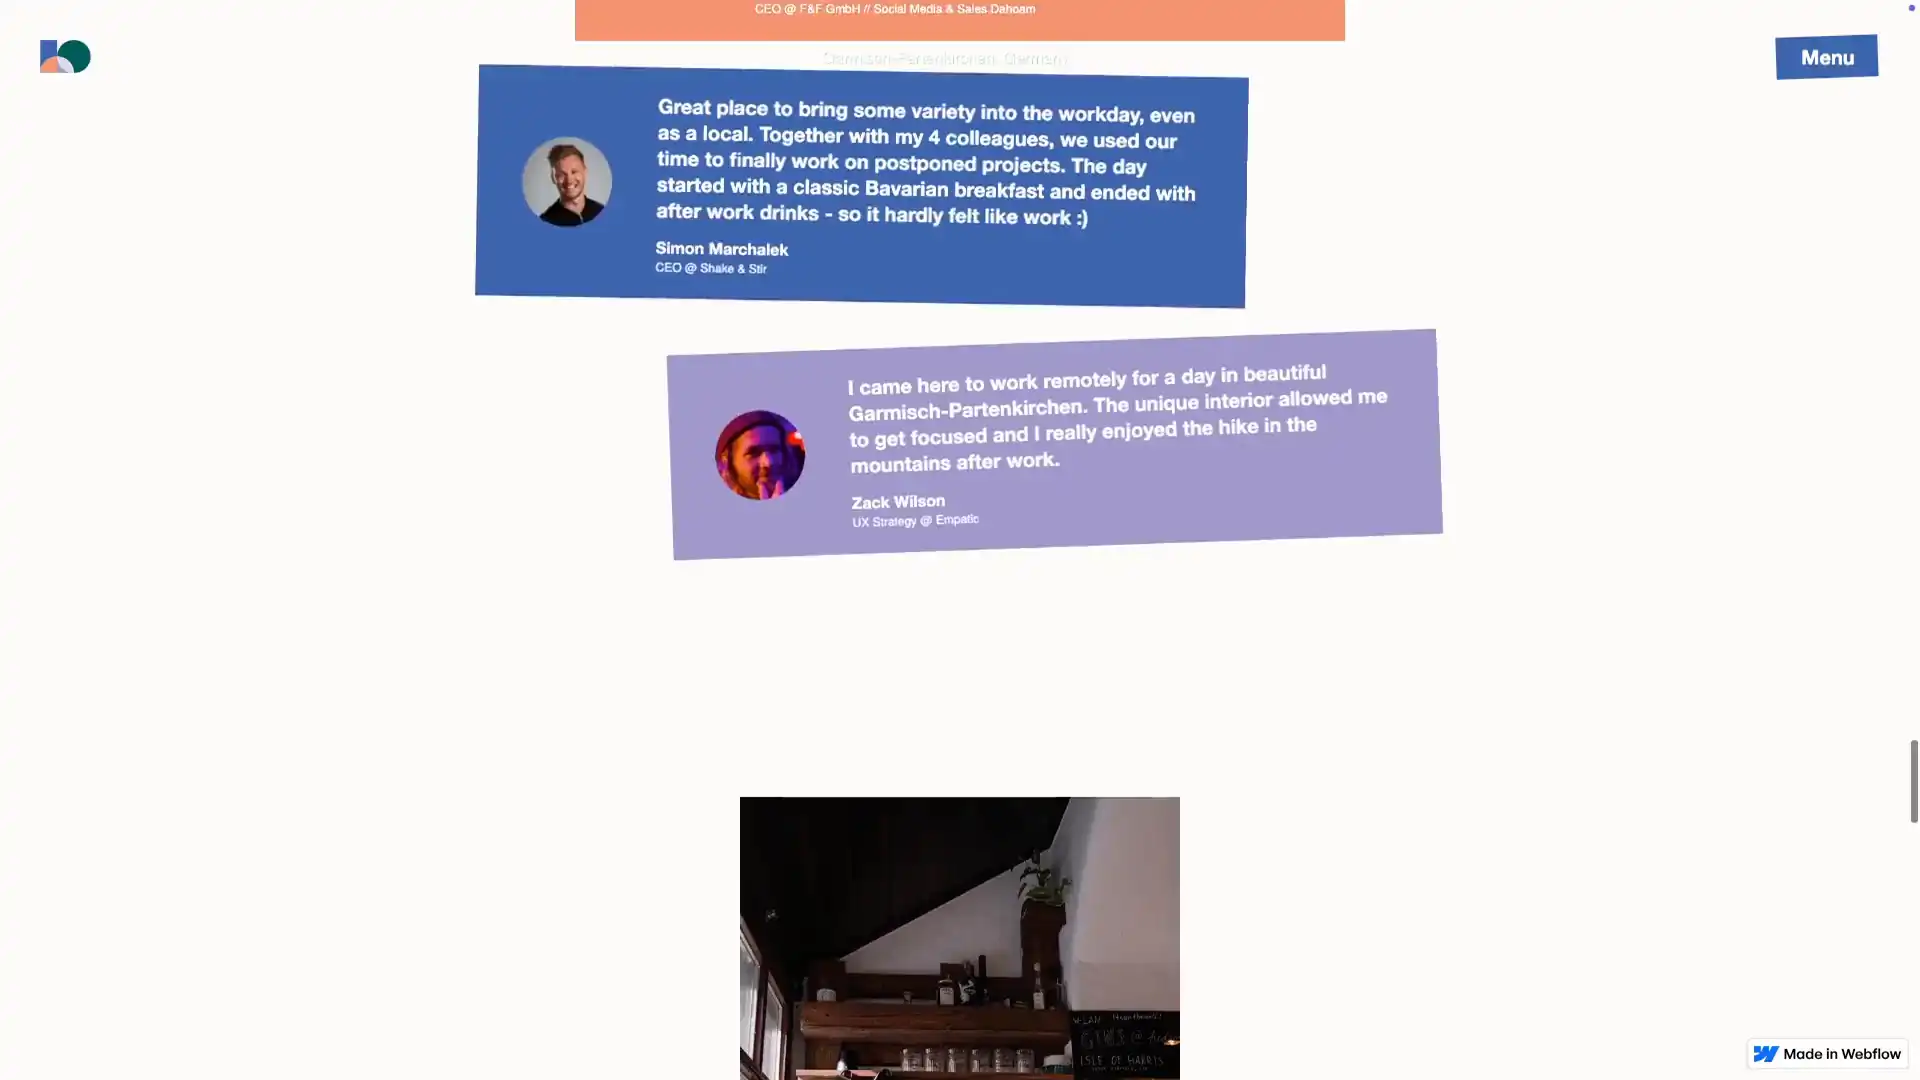 CEO @ F&F GmbH // Social Media & Sales Dahoam
Garmisch-Partenkirchen, Germany
Menu
Great place to bring some variety into the workday, even
as a local. Together with my 4 colleagues, we used our
time to finally work on postponed projects. The day
started with a classic Bavarian breakfast and ended with
after work drinks - so it hardly felt like work :)
Simon Marchalek
CEO @ Shake & Stir
I came here to work remotely for a day in beautiful
Garmisch-Partenkirchen. The unique interior allowed me
to get focused and I really enjoyed the hike in the
mountains after work.
Zack Wilson
UX Strategy @ Empatic
ISLE OF HARRIS
Made in Webflow